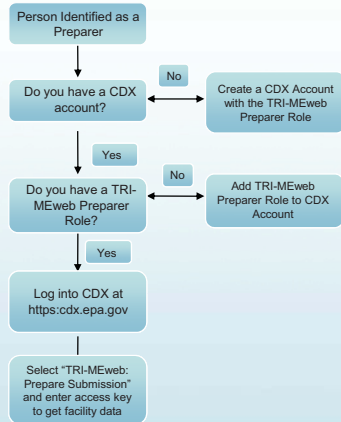 Person Identified as a
Preparer
Do you have a CDX
account?
No
Create a CDX Account
with the TRI-MEweb
Preparer Role
Yes
Do you have a TRI-
MEweb Preparer
Role?
No
Add TRI-MEweb
Preparer Role to CDX
Account
Yes
Log into CDX at
https:cdx.epa.gov
Select “TRI-MEweb:
Prepare Submission”
and enter access key
to get facility data